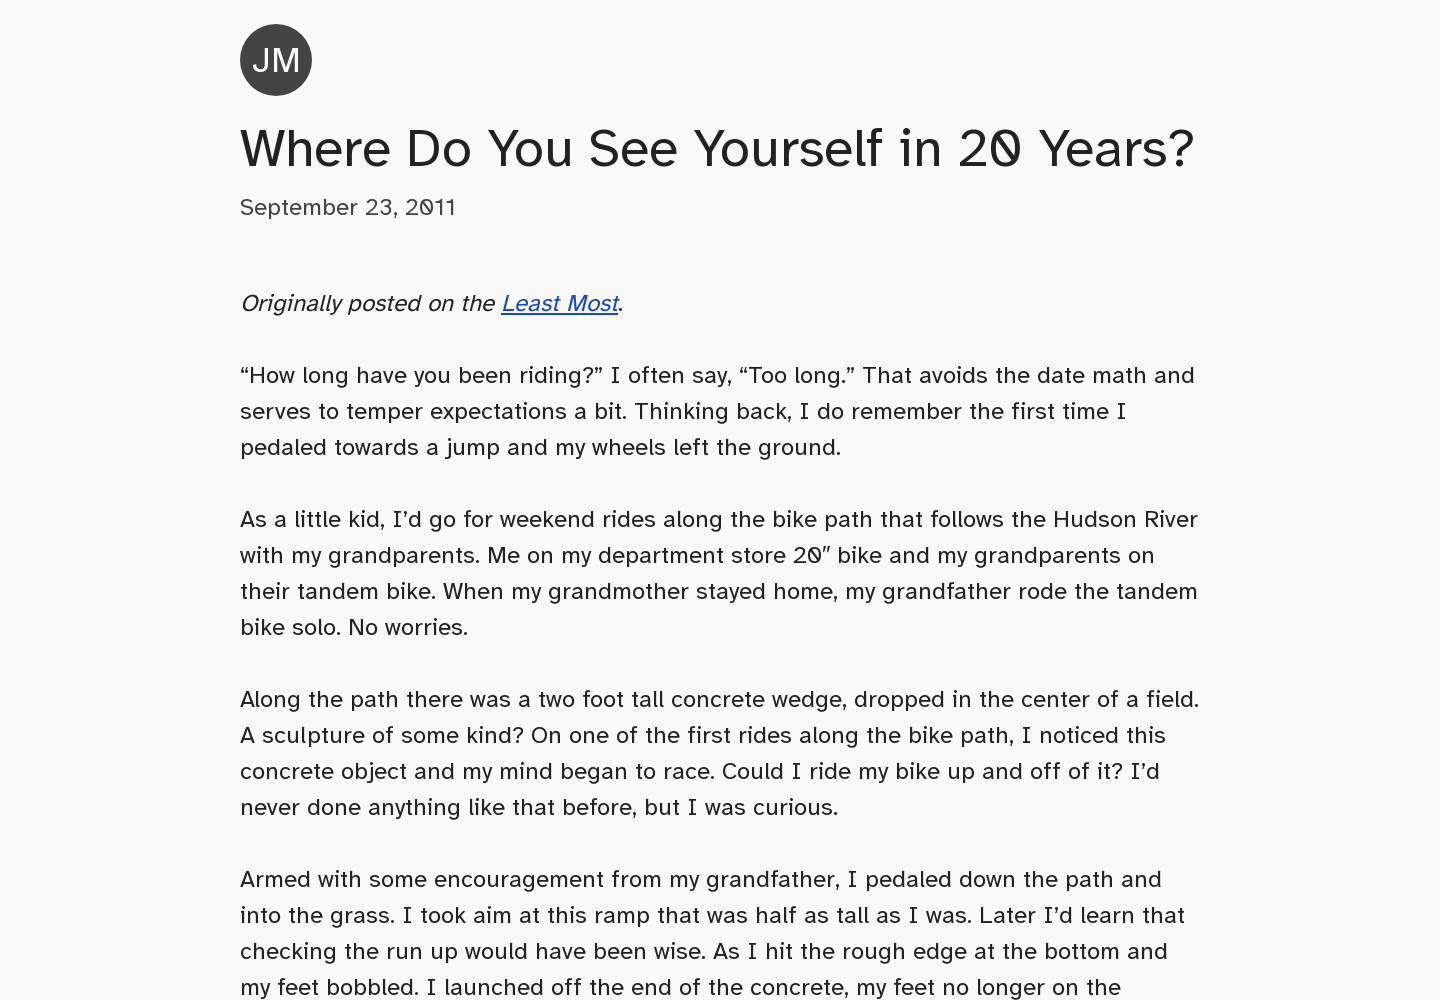 JM
Where Do You See Yourself in 20 Years?
September 23, 2011
Originally posted on the Least Most.
“How long have you been riding?” I often say, “Too long.” That avoids the date math and
serves to temper expectations a bit. Thinking back, I do remember the first time I
pedaled towards a jump and my wheels left the ground.
As a little kid, I’d go for weekend rides along the bike path that follows the Hudson River
with my grandparents. Me on my department store 20″ bike and my grandparents on
their tandem bike. When my grandmother stayed home, my grandfather rode the tandem
bike solo. No worries.
Along the path there was a two foot tall concrete wedge, dropped in the center of a field.
A sculpture of some kind? On one of the first rides along the bike path, I noticed this
concrete object and my mind began to race. Could I ride my bike up and off of it? I’d
never done anything like that before, but I was curious.
Armed with some encouragement from my grandfather, I pedaled down the path and
into the grass. I took aim at this ramp that was half as tall as I was. Later I’d learn that
checking the run up would have been wise. As I hit the rough edge at the bottom and
my feet bobbled. I launched off the end of the concrete, my feet no longer on the